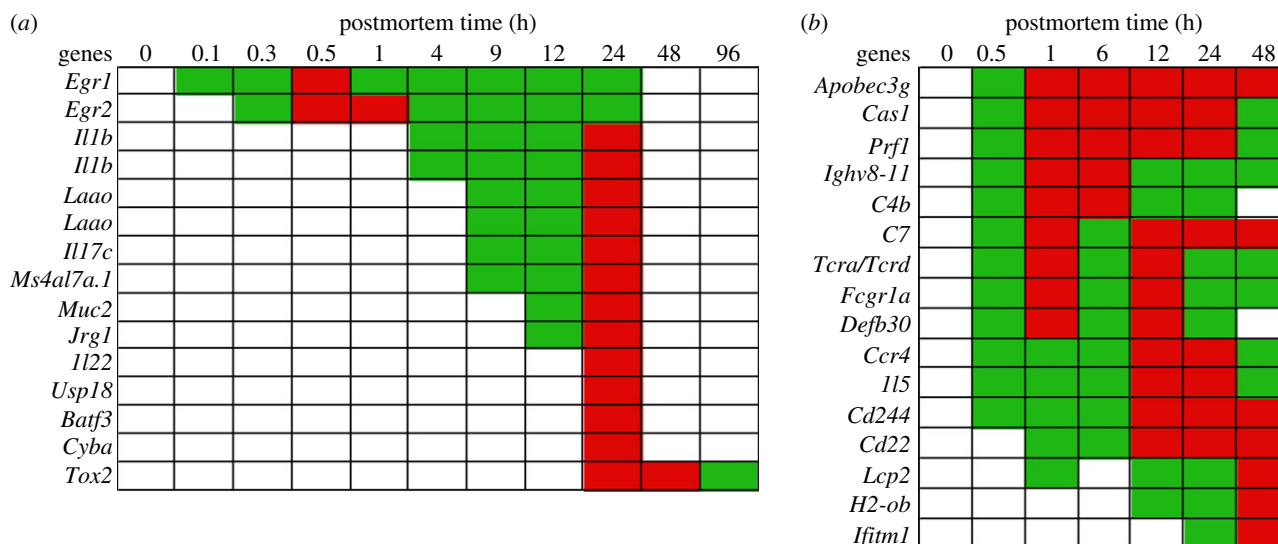 (a) postmortem time (h)
genes 0 0.1 0.3 0.5 1 4 9 12 24 48 96
Egr1
Egr2
Il1b
Il1b
Laao
Laao
Il17c
Ms4al7a.1
Muc2
Jrg1
Il22
Usp18
Batf3
Cyba
Tox2
(b) postmortem time (h)
genes 0 0.5 1 6 12 24 48
Apobec3g
Cas1
Prf1
Ighv8-11
C4b
C7
Tcra/Tcrd
Fcgr1a
Defb30
Ccr4
Il5
Cd244
Cd22
Lcp2
H2-ob
Ifitm1